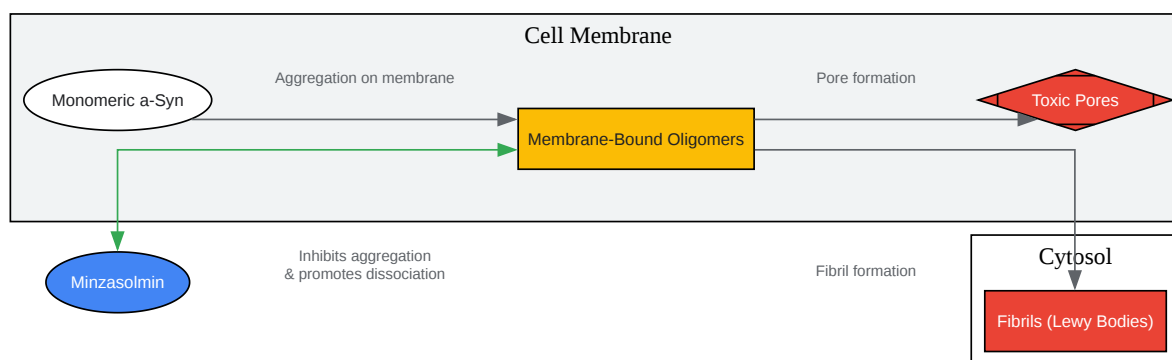 Cell Membrane
Aggregation on membrane
Pore formation
Monomeric a-Syn
Toxic Pores
Membrane-Bound Oligomers
Inhibits aggregation
& promotes dissociation
Minzasolmin
Fibril formation
Cytosol
Fibrils (Lewy Bodies)